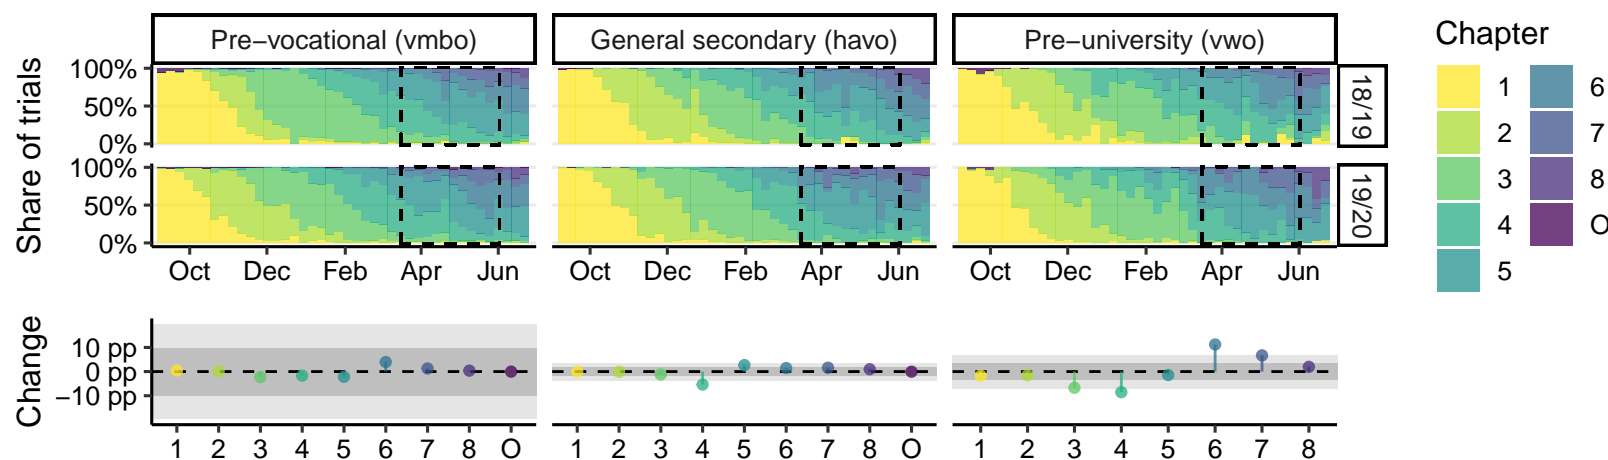 Pre−vocational (vmbo)
General secondary (havo)
Pre−university (vwo)
Share of trials
100%
50%
0%
18/19
Share of trials
100%
50%
0%
19/20
Oct Dec Feb Apr Jun
Oct Dec Feb Apr Jun
Oct Dec Feb Apr Jun
Change
10 pp
0 pp
−10 pp
1 2 3 4 5 6 7 8 O
1 2 3 4 5 6 7 8 O
1 2 3 4 5 6 7 8
Chapter
1
2
3
4
5
6
7
8
O